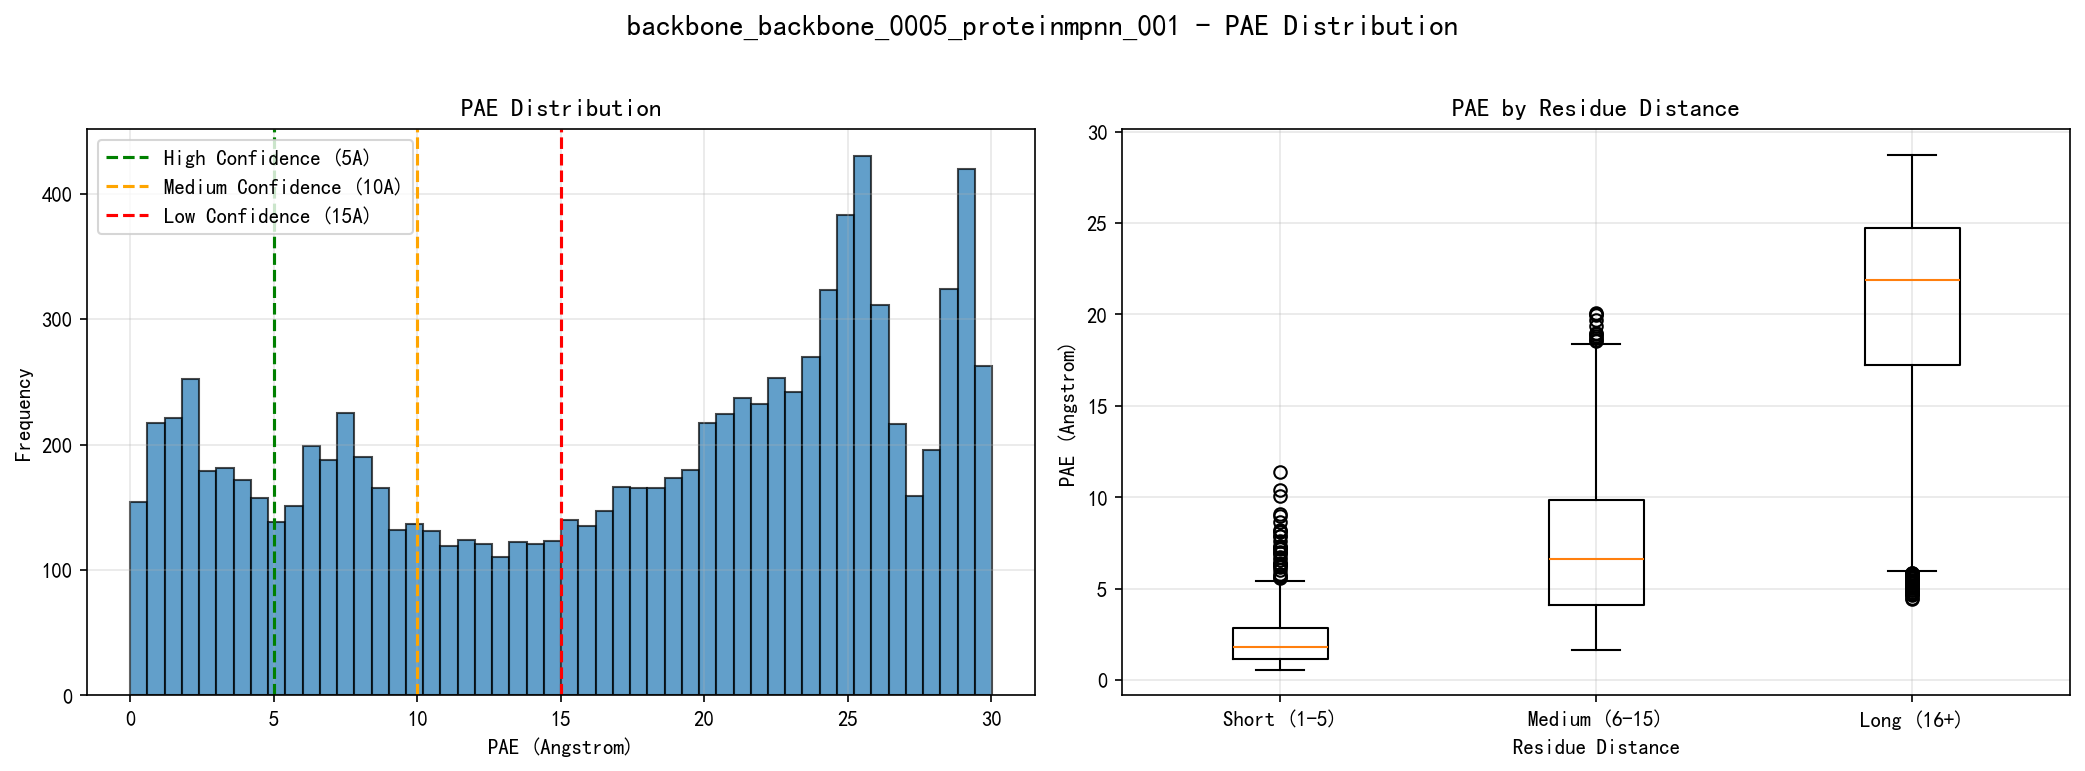 backbone_backbone_0005_proteinmpnn_001 - PAE Distribution
PAE Distribution
High Confidence (5A)
Medium Confidence (10A)
Low Confidence (15A)
400
300
200
100
0
Frequency
0 5 10 15 20 25 30
PAE (Angstrom)
PAE by Residue Distance
30
25
20
15
10
5
0
PAE (Angstrom)
Short (1-5) Medium (6-15) Long (16+)
Residue Distance